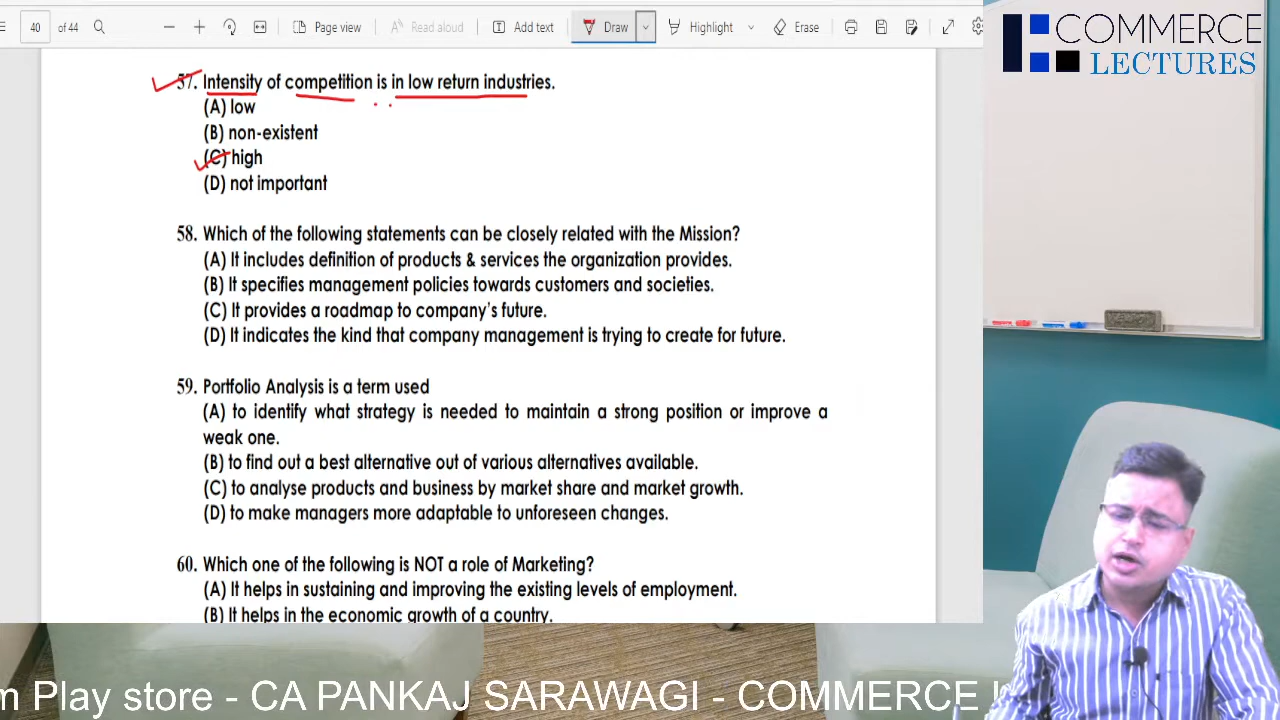 40 of 44
Page view
Read aloud
Add text
Draw
Highlight
Erase
COMMERCE
LECTURES
57. Intensity of competition is in low return industries.
(A) low
(B) non-existent
(C) high
(D) not important
58. Which of the following statements can be closely related with the Mission?
(A) It includes definition of products & services the organization provides.
(B) It specifies management policies towards customers and societies.
(C) It provides a roadmap to company's future.
(D) It indicates the kind that company management is trying to create for future.
59. Portfolio Analysis is a term used
(A) to identify what strategy is needed to maintain a strong position or improve a
weak one.
(B) to find out a best alternative out of various alternatives available.
(C) to analyse products and business by market share and market growth.
(D) to make managers more adaptable to unforeseen changes.
60. Which one of the following is NOT a role of Marketing?
(A) It helps in sustaining and improving the existing levels of employment.
(B) It helps in the economic growth of a country.
m Play store - CA PANKAJ SARAWAGI - COMMERCE